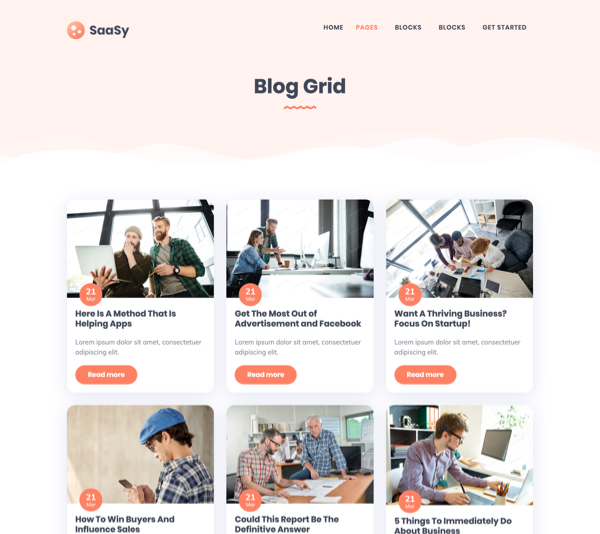 SaaSy
HOME PAGES BLOCKS BLOCKS GET STARTED
Blog Grid
21
Mar
Here Is A Method That Is
Helping Apps
Lorem ipsum dolor sit amet, consectetuer
adipiscing elit.
Read more
21
Mar
Get The Most Out of
Advertisement and Facebook
Lorem ipsum dolor sit amet, consectetuer
adipiscing elit.
Read more
21
Mar
Want A Thriving Business?
Focus On Startup!
Lorem ipsum dolor sit amet, consectetuer
adipiscing elit.
Read more
21
Mar
How To Win Buyers And
Influence Sales
21
Mar
Could This Report Be The
Definitive Answer
21
Mar
5 Things To Immediately Do
About Business